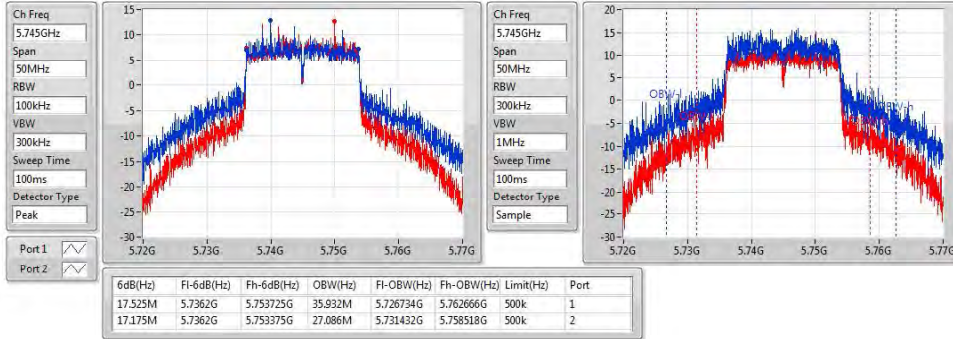 Ch Freq
5.745GHz
Span
50MHz
RBW
100kHz
VBW
300kHz
Sweep Time
100ms
Detector Type
Peak
Port 1
Port 2
15
10
5
0
-5
-10
-15
-20
-25
-30
5.72G 5.73G 5.74G 5.75G 5.76G 5.77G
Ch Freq
5.745GHz
Span
50MHz
RBW
300kHz
VBW
1MHz
Sweep Time
100ms
Detector Type
Sample
20
15
10
5
0
-5
-10
-15
-20
-25
-30
OBW-l
5.72G 5.73G 5.74G 5.75G 5.76G 5.77G
6dB(Hz) Fl-6dB(Hz) Fh-6dB(Hz) OBW(Hz) Fl-OBW(Hz) Fh-OBW(Hz) Limit(Hz) Port
17.525M 5.7362G 5.753725G 35.932M 5.726734G 5.762666G 500k 1
17.175M 5.7362G 5.753375G 27.086M 5.731432G 5.758518G 500k 2